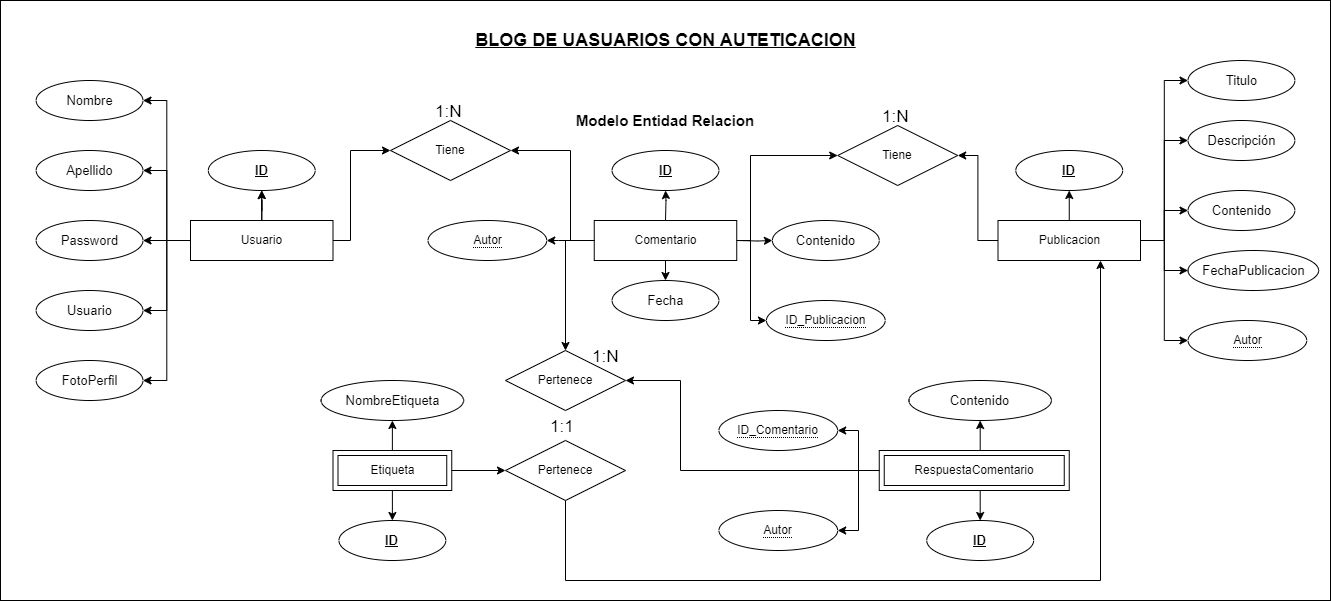 BLOG DE UASUARIOS CON AUTETICACION
Modelo Entidad Relacion
Nombre
Apellido
Password
Usuario
FotoPerfil
ID
Usuario
1:N
Tiene
Autor
ID
Comentario
Fecha
Contenido
ID_Publicacion
1:N
Tiene
ID
Publicacion
Titulo
Descripción
Contenido
FechaPublicacion
Autor
1:N
Pertenece
NombreEtiqueta
Etiqueta
ID
1:1
Pertenece
ID_Comentario
Autor
Contenido
RespuestaComentario
ID